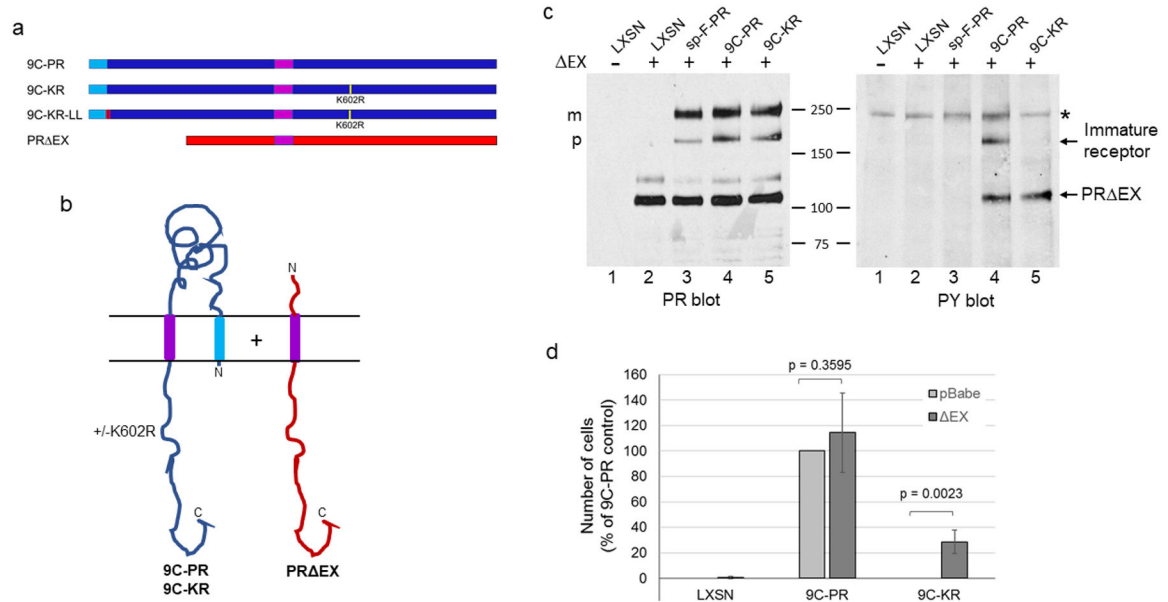 a
9C-PR
9C-KR
K602R
9C-KR-LL
K602R
PRΔEX
b
N
N
+
+/-K602R
C
C
9C-PR
9C-KR
PRΔEX
c
LXSN LXSN sp-F-PR 9C-PR 9C-KR
ΔEX - + + + +
m
p
1 2 3 4 5
PR blot
250
150
100
75
LXSN LXSN sp-F-PR 9C-PR 9C-KR
- + + + +
*
Immature
receptor
PRΔEX
1 2 3 4 5
PY blot
d
Number of cells
(% of 9C-PR control)
160
140
120
100
80
60
40
20
0
p = 0.3595
p = 0.0023
pBabe
ΔEX
LXSN 9C-PR 9C-KR